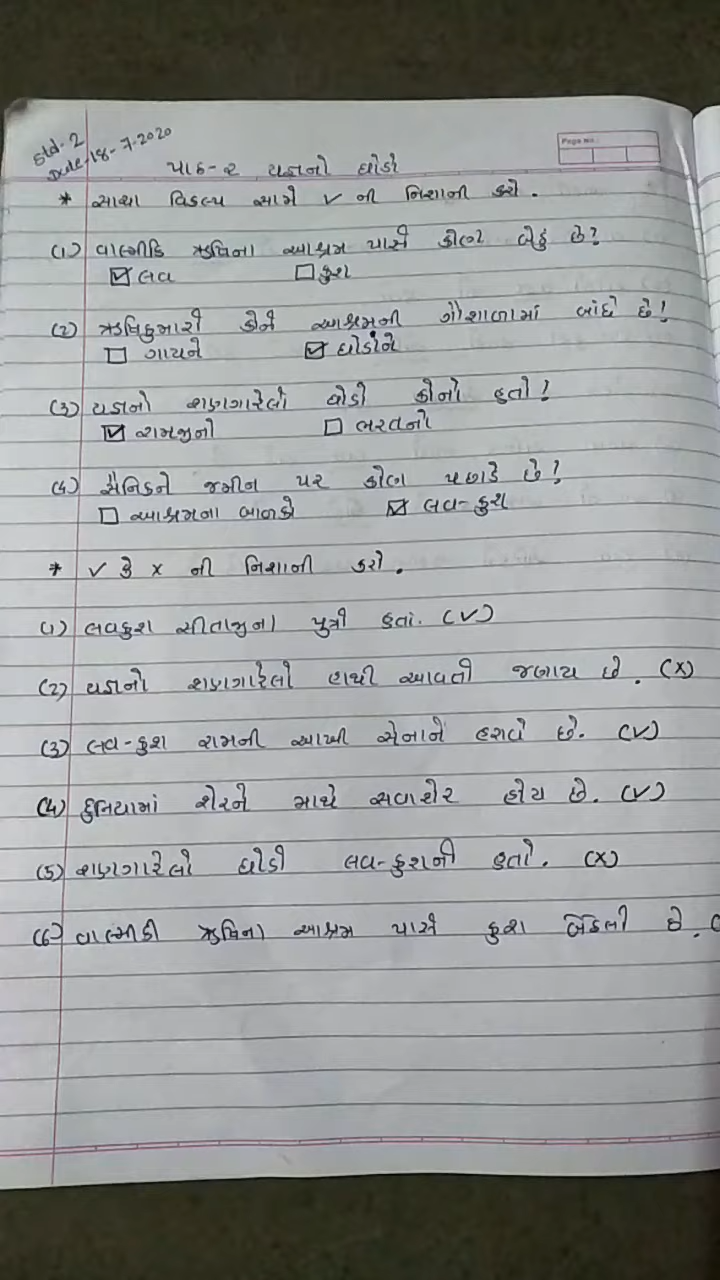 Std-2
Date-18-7-2020
Page No.
પાઠ-૨ યજ્ઞનો ઘોડો
* સાચા વિકલ્પ સામે ✓ ની નિશાની કરો.
(1) વાલ્મીકિ ઋષિના આશ્રમ પાસે કોણ બેઠું છે?
☑ લવ ☐ કુશ
(2) ઋષિકુમારો કોને આશ્રમની ગૌશાળામાં બાંધે છે!
☐ ગાયને ☑ ઘોડાને
(3) યજ્ઞનો શણગારેલો ઘોડો કોનો હતો!
☑ રામજીનો ☐ ભરતનો
(4) સૈનિકને જમીન પર કોણ પછાડે છે!
☐ આશ્રમના બાળકો ☑ લવ-કુશ
* ✓ કે x ની નિશાની કરો.
(1) લવકુશ સીતાજીના પુત્રો હતાં. (✓)
(2) યજ્ઞનો શણગારેલો હાથી આવતો જણાય છે. (x)
(3) લવ-કુશ રામની આખી સેનાને હરાવે છે. (✓)
(4) દુનિયામાં શેરને માથે સવાશેર હોય છે. (✓)
(5) શણગારેલો ઘોડો લવ-કુશનો હતો. (x)
(6) વાલ્મીકી ઋષિના આશ્રમ પાસે કુશ બેઠેલો છે. (